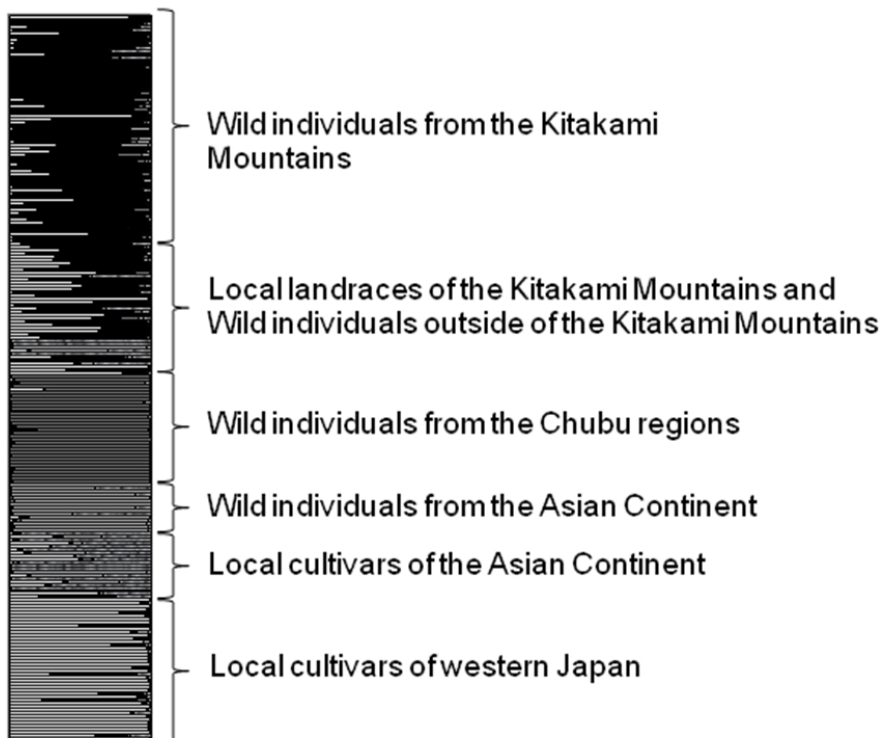 Wild individuals from the Kitakami
Mountains
Local landraces of the Kitakami Mountains and
Wild individuals outside of the Kitakami Mountains
Wild individuals from the Chubu regions
Wild individuals from the Asian Continent
Local cultivars of the Asian Continent
Local cultivars of western Japan